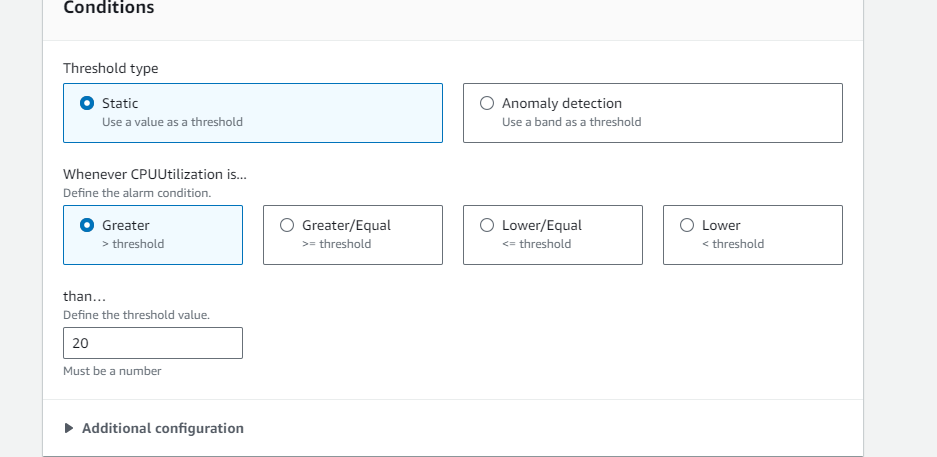 Conditions
Threshold type
Static
Use a value as a threshold
Anomaly detection
Use a band as a threshold
Whenever CPUUtilization is...
Define the alarm condition.
Greater
> threshold
Greater/Equal
>= threshold
Lower/Equal
<= threshold
Lower
< threshold
than...
Define the threshold value.
20
Must be a number
Additional configuration